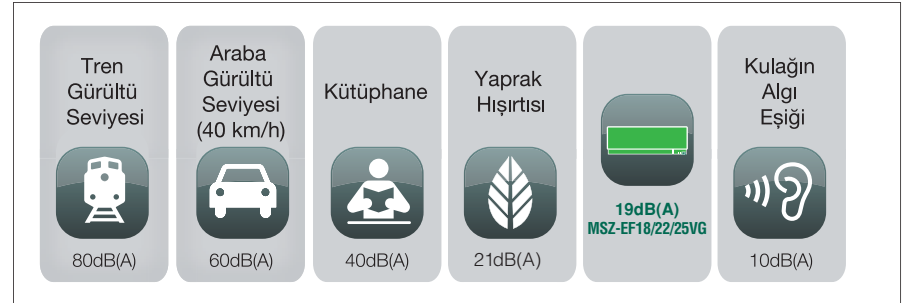 Tren
Gürültü
Seviyesi
80dB(A)
Araba
Gürültü
Seviyesi
(40 km/h)
60dB(A)
Kütüphane
40dB(A)
Yaprak
Hışırtısı
21dB(A)
19dB(A)
MSZ-EF18/22/25VG
Kulağın
Algı
Eşiği
10dB(A)